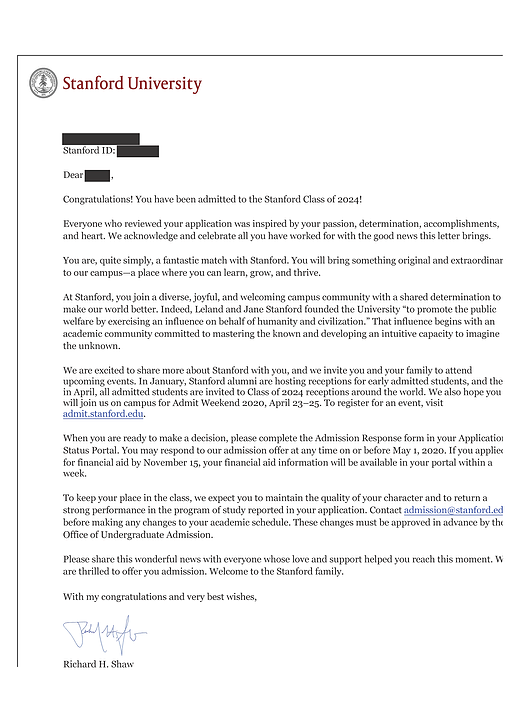 Stanford University
Stanford ID:
Dear ,
Congratulations! You have been admitted to the Stanford Class of 2024!
Everyone who reviewed your application was inspired by your passion, determination, accomplishments,
and heart. We acknowledge and celebrate all you have worked for with the good news this letter brings.
You are, quite simply, a fantastic match with Stanford. You will bring something original and extraordinar
to our campus—a place where you can learn, grow, and thrive.
At Stanford, you join a diverse, joyful, and welcoming campus community with a shared determination to
make our world better. Indeed, Leland and Jane Stanford founded the University “to promote the public
welfare by exercising an influence on behalf of humanity and civilization.” That influence begins with an
academic community committed to mastering the known and developing an intuitive capacity to imagine
the unknown.
We are excited to share more about Stanford with you, and we invite you and your family to attend
upcoming events. In January, Stanford alumni are hosting receptions for early admitted students, and the
in April, all admitted students are invited to Class of 2024 receptions around the world. We also hope you
will join us on campus for Admit Weekend 2020, April 23–25. To register for an event, visit
admit.stanford.edu.
When you are ready to make a decision, please complete the Admission Response form in your Application
Status Portal. You may respond to our admission offer at any time on or before May 1, 2020. If you applied
for financial aid by November 15, your financial aid information will be available in your portal within a
week.
To keep your place in the class, we expect you to maintain the quality of your character and to return a
strong performance in the program of study reported in your application. Contact admission@stanford.ed
before making any changes to your academic schedule. These changes must be approved in advance by the
Office of Undergraduate Admission.
Please share this wonderful news with everyone whose love and support helped you reach this moment. W
are thrilled to offer you admission. Welcome to the Stanford family.
With my congratulations and very best wishes,
Richard H. Shaw